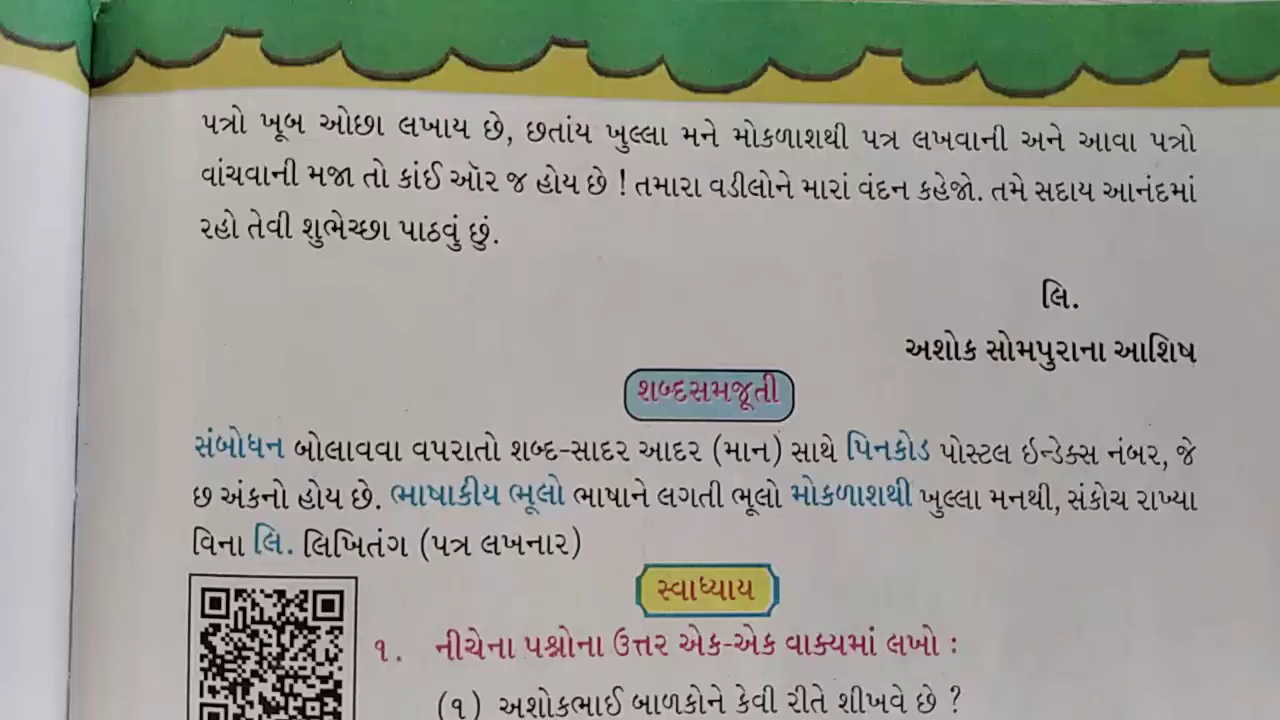 પત્રો ખૂબ ઓછા લખાય છે, છતાંય ખુલ્લા મને મોકળાશથી પત્ર લખવાની અને આવા પત્રો
વાંચવાની મજા તો કાંઈ ઑર જ હોય છે ! તમારા વડીલોને મારાં વંદન કહેજો. તમે સદાય આનંદમાં
રહો તેવી શુભેચ્છા પાઠવું છું.
લિ.
અશોક સોમપુરાના આશિષ
શબ્દસમજૂતી
સંબોધન બોલાવવા વપરાતો શબ્દ-સાદર આદર (માન) સાથે પિનકોડ પોસ્ટલ ઇન્ડેક્સ નંબર, જે
છ અંકનો હોય છે. ભાષાકીય ભૂલો ભાષાને લગતી ભૂલો મોકળાશથી ખુલ્લા મનથી, સંકોચ રાખ્યા
વિના લિ. લિખિતંગ (પત્ર લખનાર)
સ્વાધ્યાય
૧. નીચેના પશ્નોના ઉત્તર એક-એક વાક્યમાં લખો :
(૧) અશોકભાઈ બાળકોને કેવી રીતે શીખવે છે ?